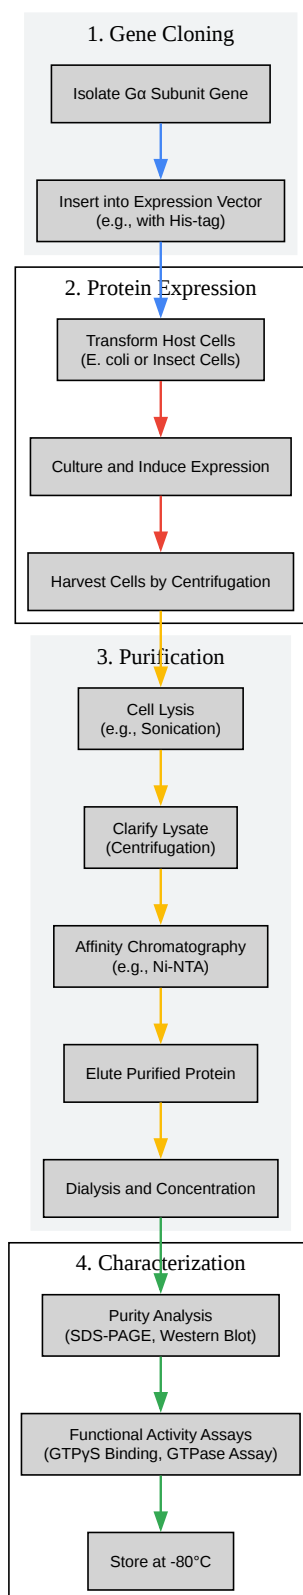 1. Gene Cloning
Isolate Gα Subunit Gene
Insert into Expression Vector
(e.g., with His-tag)
2. Protein Expression
Transform Host Cells
(E. coli or Insect Cells)
Culture and Induce Expression
Harvest Cells by Centrifugation
3. Purification
Cell Lysis
(e.g., Sonication)
Clarify Lysate
(Centrifugation)
Affinity Chromatography
(e.g., Ni-NTA)
Elute Purified Protein
Dialysis and Concentration
4. Characterization
Purity Analysis
(SDS-PAGE, Western Blot)
Functional Activity Assays
(GTPγS Binding, GTPase Assay)
Store at -80°C